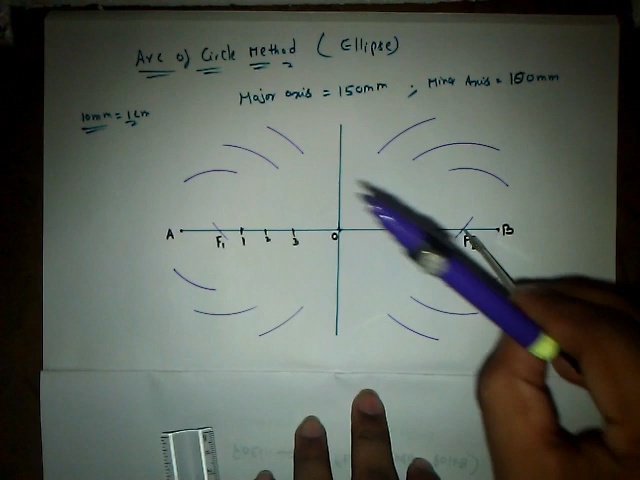 Arc of Circle Method (Ellipse)
Major axis = 150mm ; Minor Axis = 100mm
10mm = 1cm
A F₁ 1 2 3 O F₂ B